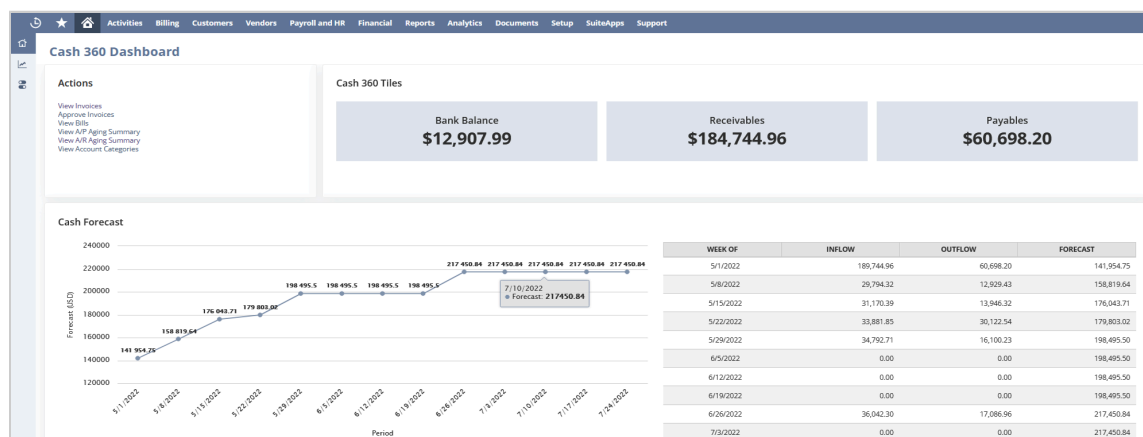 Activities Billing Customers Vendors Payroll and HR Financial Reports Analytics Documents Setup SuiteApps Support
Cash 360 Dashboard
Actions
View Invoices
Approve Invoices
View Bills
View A/P Aging Summary
View A/R Aging Summary
View Account Categories
Cash 360 Tiles
Bank Balance
$12,907.99
Receivables
$184,744.96
Payables
$60,698.20
Cash Forecast
Forecast (USD)
240000
220000
200000
180000
160000
140000
120000
141 954.75
158 819.64
176 043.71
179 803.02
198 495.5
198 495.5
198 495.5
198 495.5
217 450.84
217 450.84
217 450.84
217 450.84
217 450.84
7/10/2022
Forecast: 217450.84
5/1/2022
5/8/2022
5/15/2022
5/22/2022
5/29/2022
6/5/2022
6/12/2022
6/19/2022
6/26/2022
7/3/2022
7/10/2022
7/17/2022
7/24/2022
Period
WEEK OF INFLOW OUTFLOW FORECAST
5/1/2022 189,744.96 60,698.20 141,954.75
5/8/2022 29,794.32 12,929.43 158,819.64
5/15/2022 31,170.39 13,946.32 176,043.71
5/22/2022 33,881.85 30,122.54 179,803.02
5/29/2022 34,792.71 16,100.23 198,495.50
6/5/2022 0.00 0.00 198,495.50
6/12/2022 0.00 0.00 198,495.50
6/19/2022 0.00 0.00 198,495.50
6/26/2022 36,042.30 17,086.96 217,450.84
7/3/2022 0.00 0.00 217,450.84